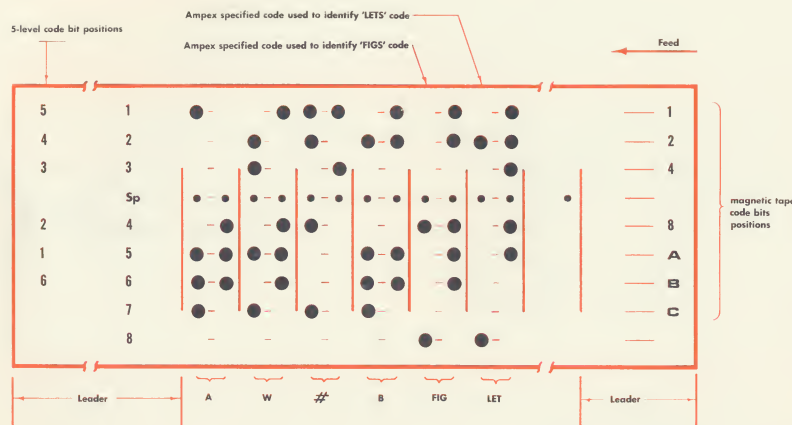 Ampex specified code used to identify 'LETS' code
5-level code bit positions
Ampex specified code used to identify 'FIGS' code
Feed
5 1 1
4 2 2
3 3 4
Sp
magnetic tape
code bits
positions
2 4 8
1 5 A
6 6 B
7 C
8
Leader A W # B FIG LET Leader